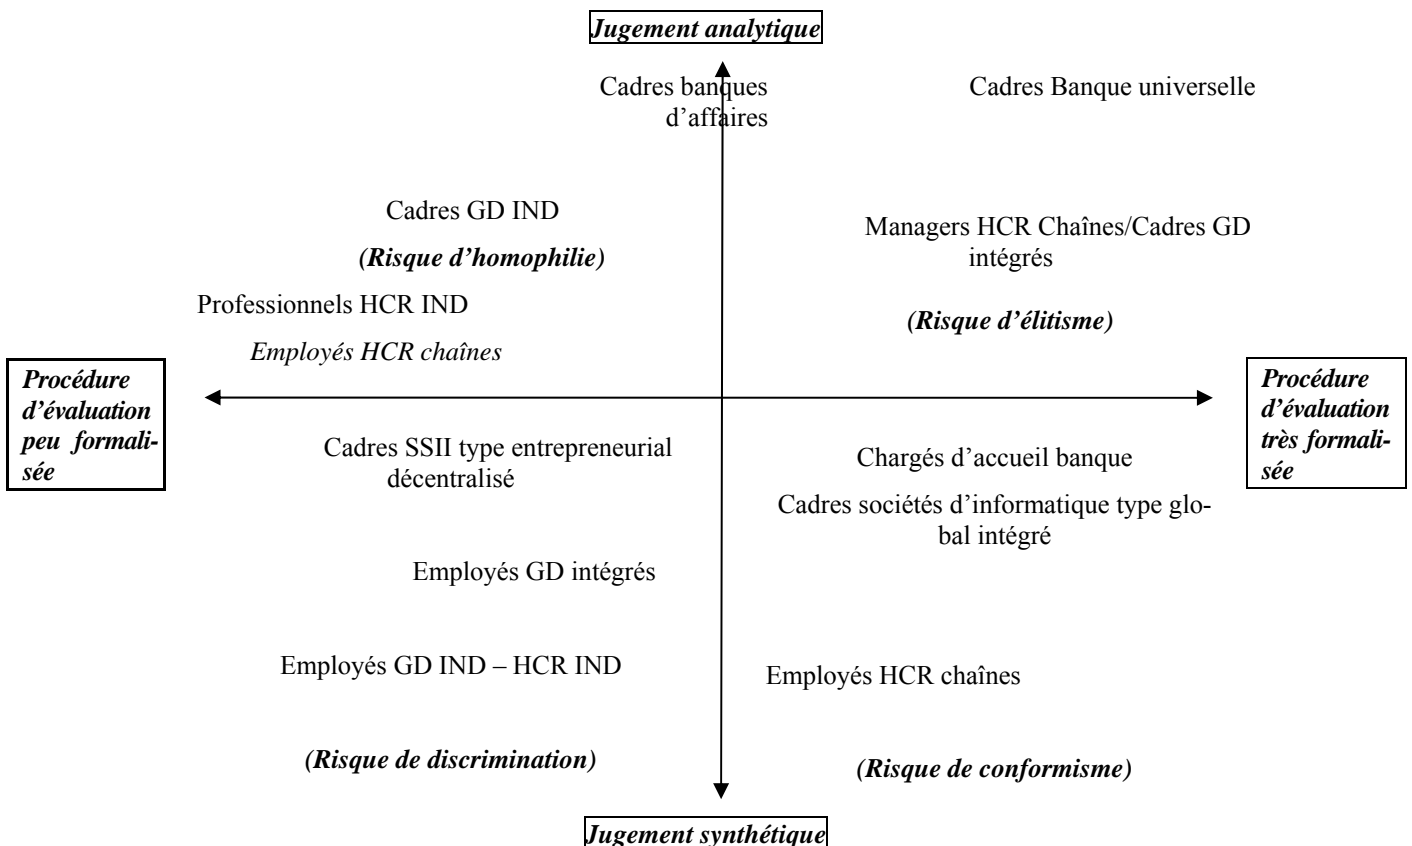 Jugement analytique
Cadres banques
d’affaires
Cadres Banque universelle
Cadres GD IND
(Risque d’homophilie)
Managers HCR Chaînes/Cadres GD
intégrés
Professionnels HCR IND
(Risque d’élitisme)
Employés HCR chaînes
Procédure
d’évaluation
peu formali-
sée
Procédure
d’évaluation
très formali-
sée
Cadres SSII type entrepreneurial
décentralisé
Chargés d’accueil banque
Cadres sociétés d’informatique type glo-
bal intégré
Employés GD intégrés
Employés GD IND – HCR IND
Employés HCR chaînes
(Risque de discrimination)
(Risque de conformisme)
Jugement synthétique